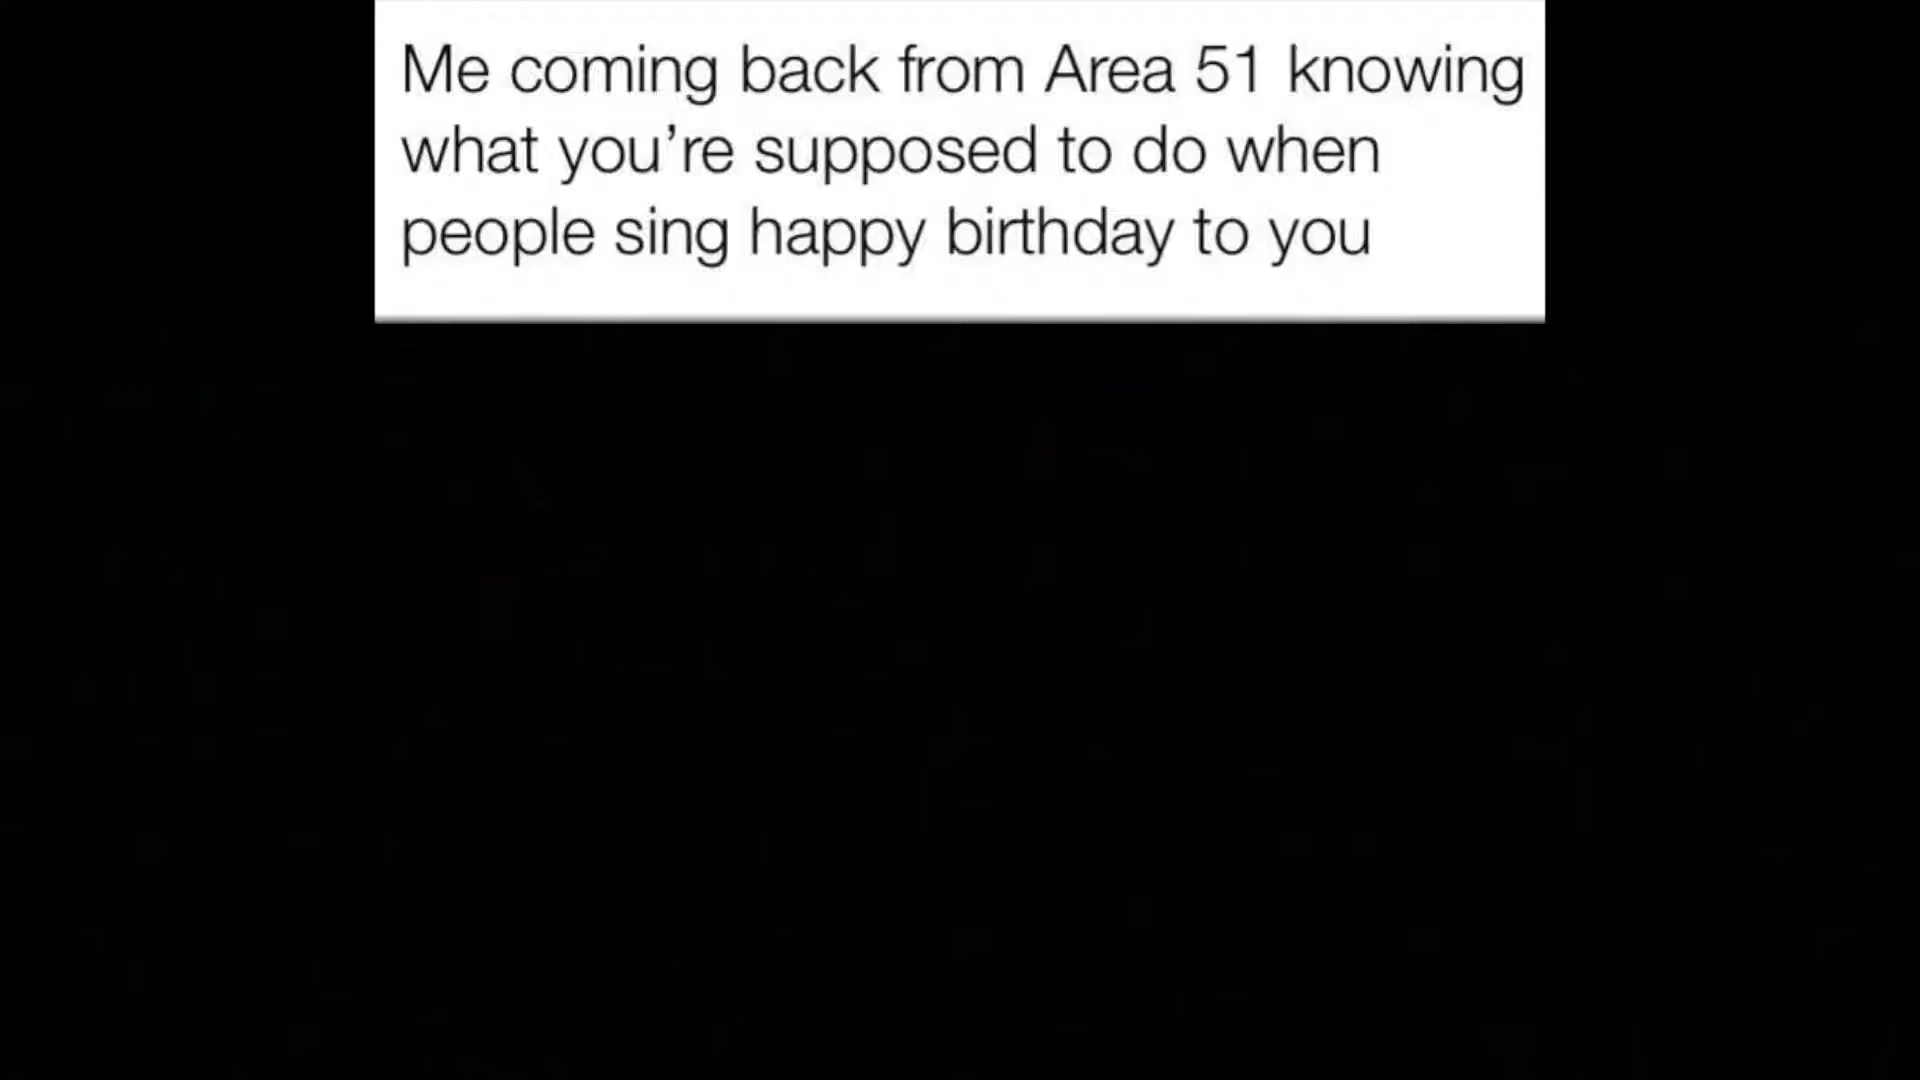 Me coming back from Area 51 knowing
what you’re supposed to do when
people sing happy birthday to you